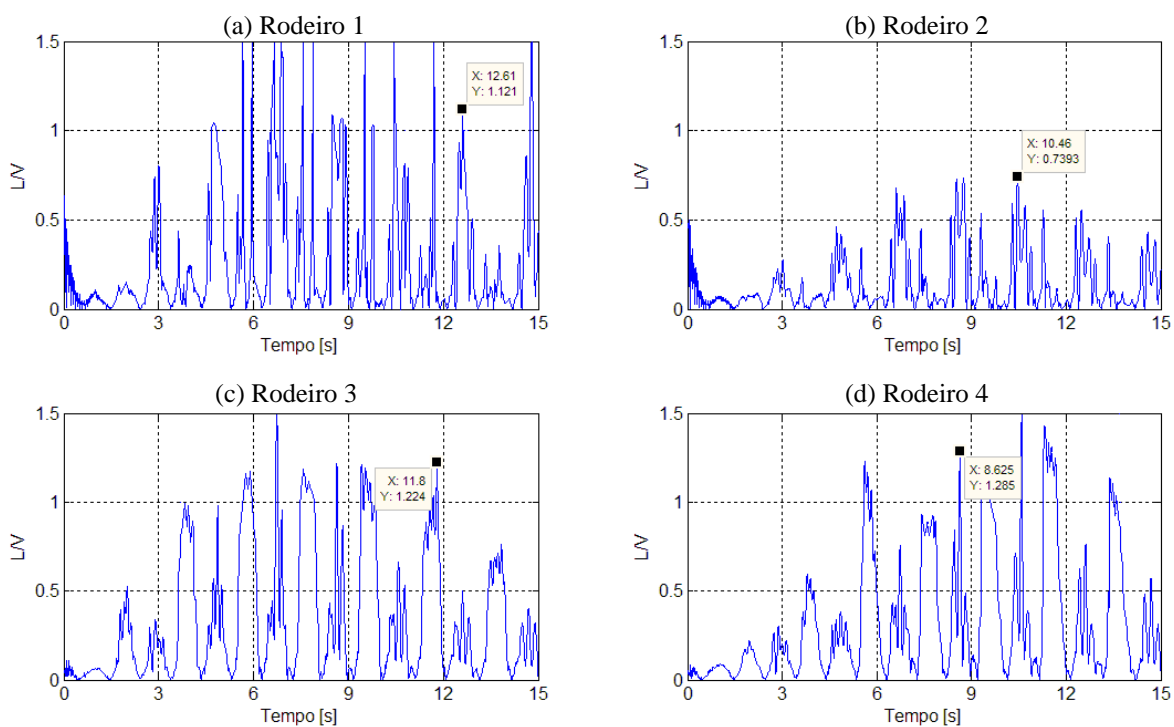 (a) Rodeiro 1
1.5
1
0.5
0
L/V
X: 12.61
Y: 1.121
0
3
6
9
12
15
Tempo [s]
(b) Rodeiro 2
1.5
1
0.5
0
L/V
X: 10.46
Y: 0.7393
0
3
6
9
12
15
Tempo [s]
(c) Rodeiro 3
1.5
1
0.5
0
L/V
X: 11.8
Y: 1.224
0
3
6
9
12
15
Tempo [s]
(d) Rodeiro 4
1.5
1
0.5
0
L/V
X: 8.625
Y: 1.285
0
3
6
9
12
15
Tempo [s]